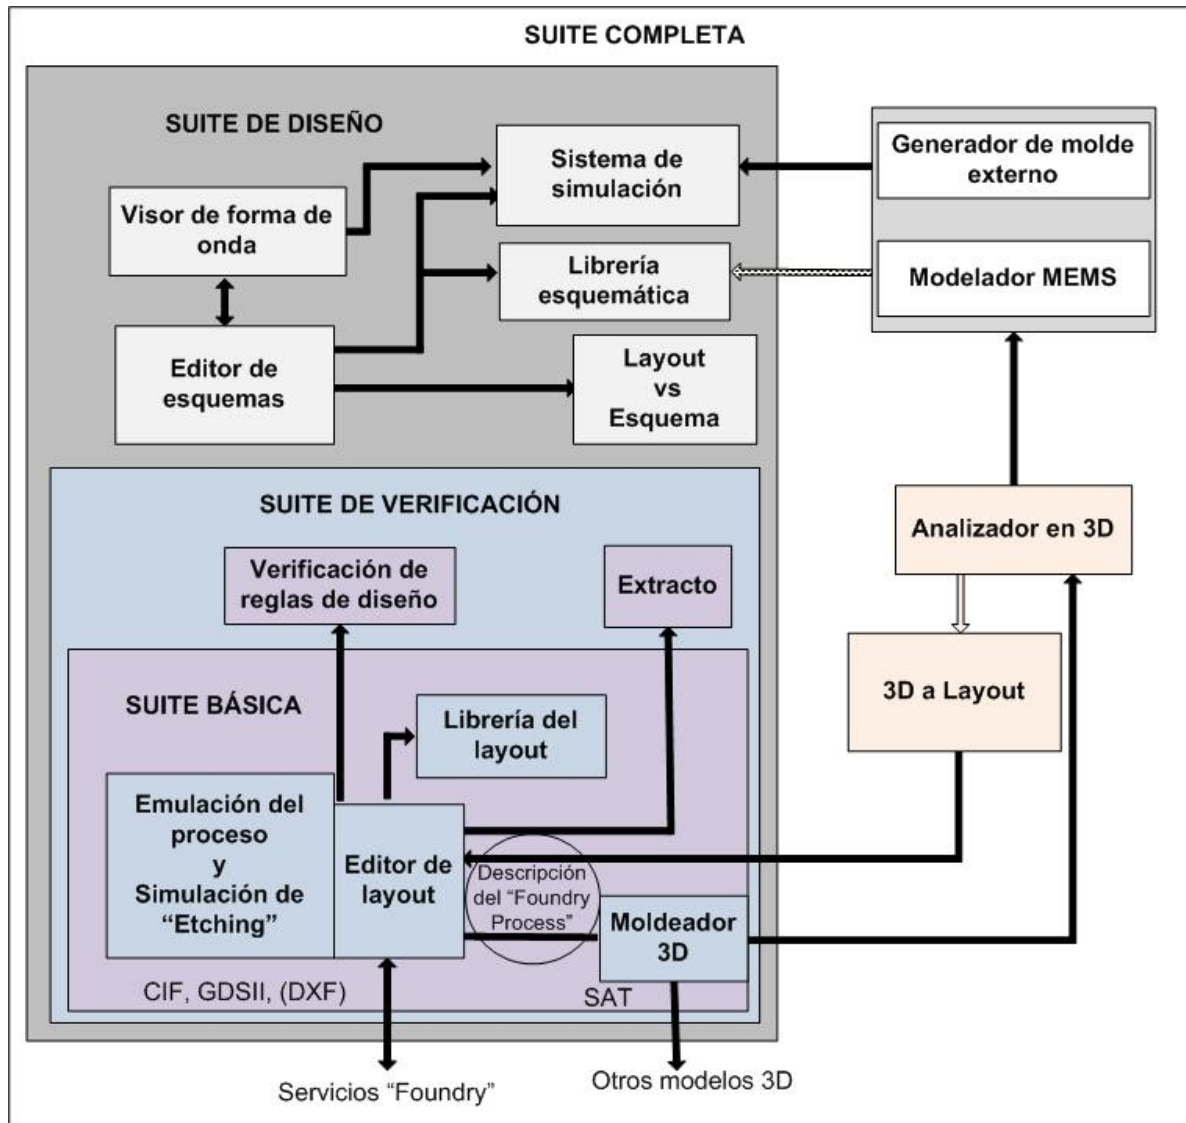 SUITE COMPLETA
SUITE DE DISEÑO
Sistema de
simulación
Generador de molde
externo
Visor de forma de
onda
Librería
esquemática
Modelador MEMS
Editor de
esquemas
Layout
vs
Esquema
SUITE DE VERIFICACIÓN
Analizador en 3D
Verificación de
reglas de diseño
Extracto
3D a Layout
SUITE BÁSICA
Librería del
layout
Emulación del
proceso
y
Simulación de
“Etching”
Editor de
layout
Descripción
del “Foundry
Process”
Moldeador
3D
CIF, GDSII, (DXF)
SAT
Servicios “Foundry”
Otros modelos 3D